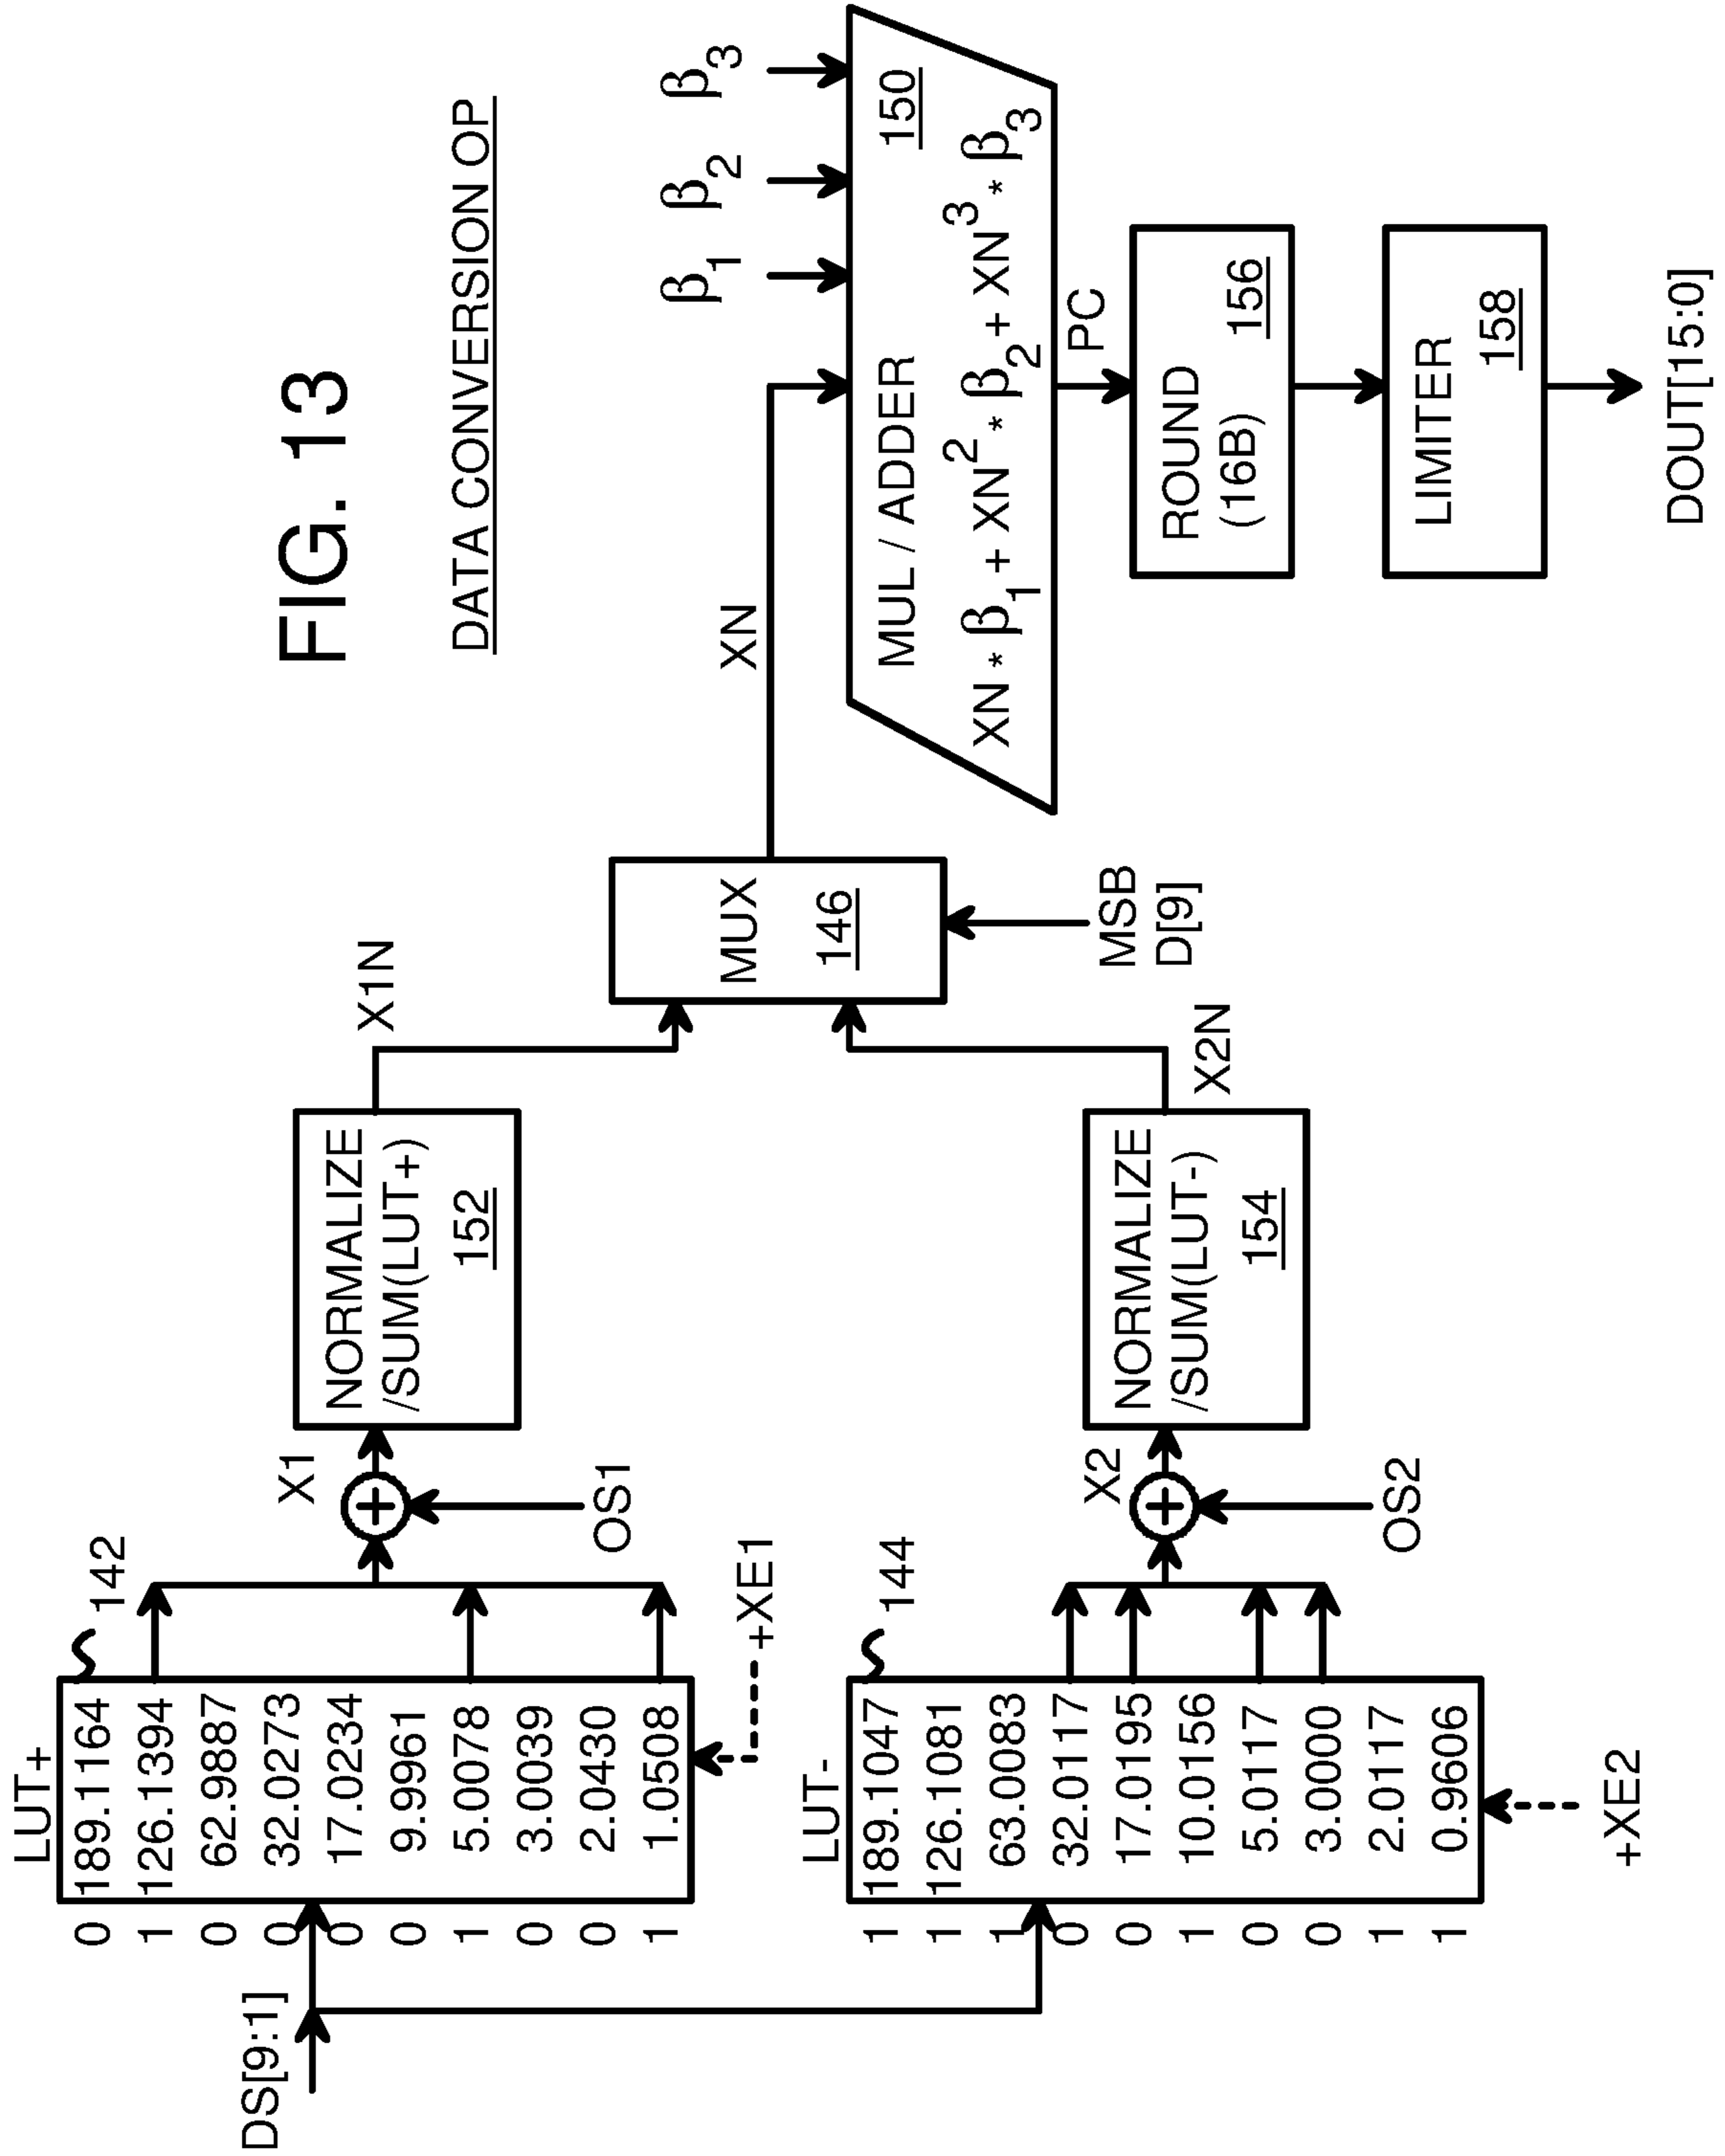 FIG. 13
DATA CONVERSION OP
DS[9:1]
LUT+
142
0 189.1164
1 126.1394
0 62.9887
0 32.0273
0 17.0234
0 9.9961
1 5.0078
0 3.0039
0 2.0430
1 1.0508
+XE1
X1
OS1
NORMALIZE
/SUM(LUT+)
152
X1N
LUT-
144
1 189.1047
1 126.1081
1 63.0083
0 32.0117
0 17.0195
1 10.0156
0 5.0117
0 3.0000
1 2.0117
1 0.9606
+XE2
X2
OS2
NORMALIZE
/SUM(LUT-)
154
X2N
MUX
146
MSB
D[9]
XN
β1 β2 β3
MUL / ADDER 150
XN * β1 + XN2 * β2 + XN3 * β3
PC
ROUND
(16B) 156
LIMITER
158
DOUT[15:0]